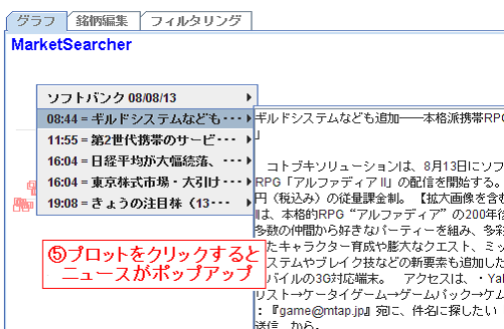 グラフ 銘柄編集 フィルタリング
MarketSearcher
ソフトバンク 08/08/13
08:44 = ギルドシステムなども・・・
11:55 = 第2世代携帯のサービ・・・
16:04 = 日経平均が大幅続落、・・・
16:04 = 東京株式市場・大引け・・・
19:08 = きょうの注目株〈13・・・
ギルドシステムなども追加――本格派携帯RPG
」
コトブキソリューションは、8月13日にソフ
RPG「アルファディアⅡ」の配信を開始する。
円（税込み）の従量課金制。【拡大画像を含む
は、本格的RPG“アルファディア”の200年後
多数の仲間から好きなパーティーを組み、多彩
たキャラクター育成や膨大なクエスト、ミッ
ステムやブレイク技などの新要素も追加した
バイルの3G対応端末。 アクセスは、・Yah
リスト→ケータイゲーム→ゲームパック→ケム
：『game@mtap.jp』宛に、件名に探したい
送信 から。
⑤プロットをクリックすると
ニュースがポップアップ